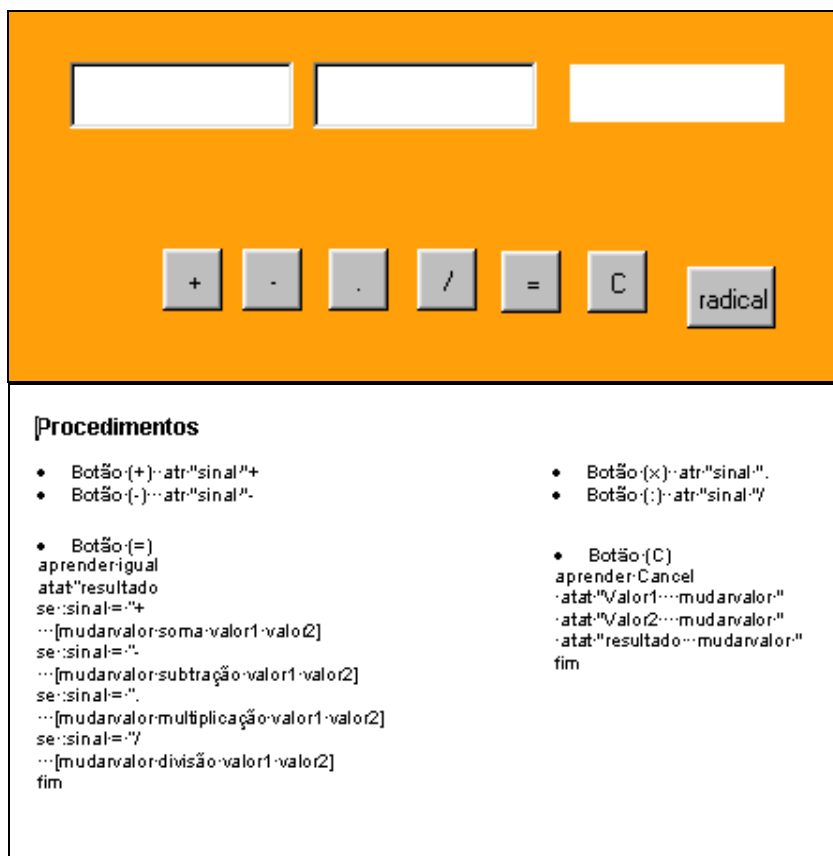 + - . / = C radical
Procedimentos
• Botão (+) atr "sinal "+
• Botão (-) atr "sinal "-
• Botão (=)
aprender igual
atat "resultado
se :sinal = "+
[mudarvalor soma valor1 valor2]
se :sinal = "-
[mudarvalor subtração valor1 valor2]
se :sinal = ".
[mudarvalor multiplicação valor1 valor2]
se :sinal = "/
[mudarvalor divisão valor1 valor2]
fim
• Botão (x) atr "sinal ".
• Botão (:) atr "sinal "/
• Botão (C)
aprender Cancel
atat "Valor1 mudarvalor "
atat "Valor2 mudarvalor "
atat "resultado mudarvalor "
fim